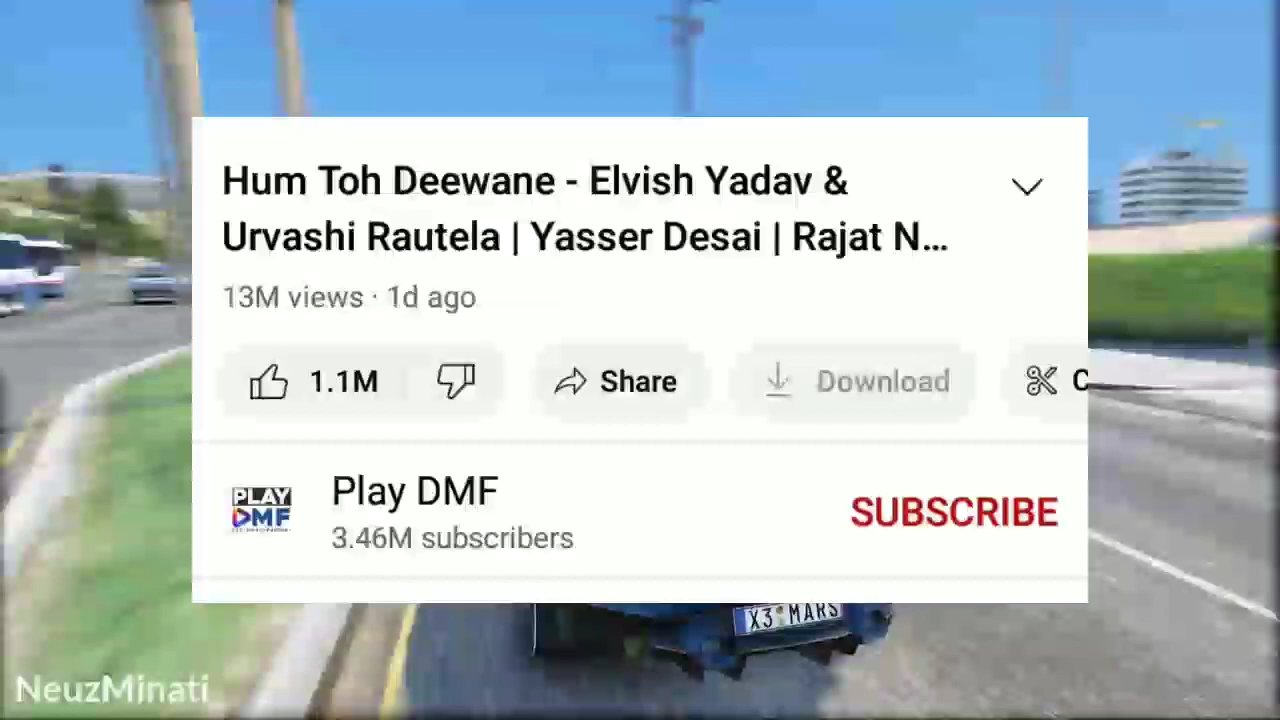 Hum Toh Deewane - Elvish Yadav &
Urvashi Rautela | Yasser Desai | Rajat N...
13M views · 1d ago
1.1M
Share
Download
C
PLAY
DMF
Play DMF
3.46M subscribers
SUBSCRIBE
X3 MARS
NeuzMinati